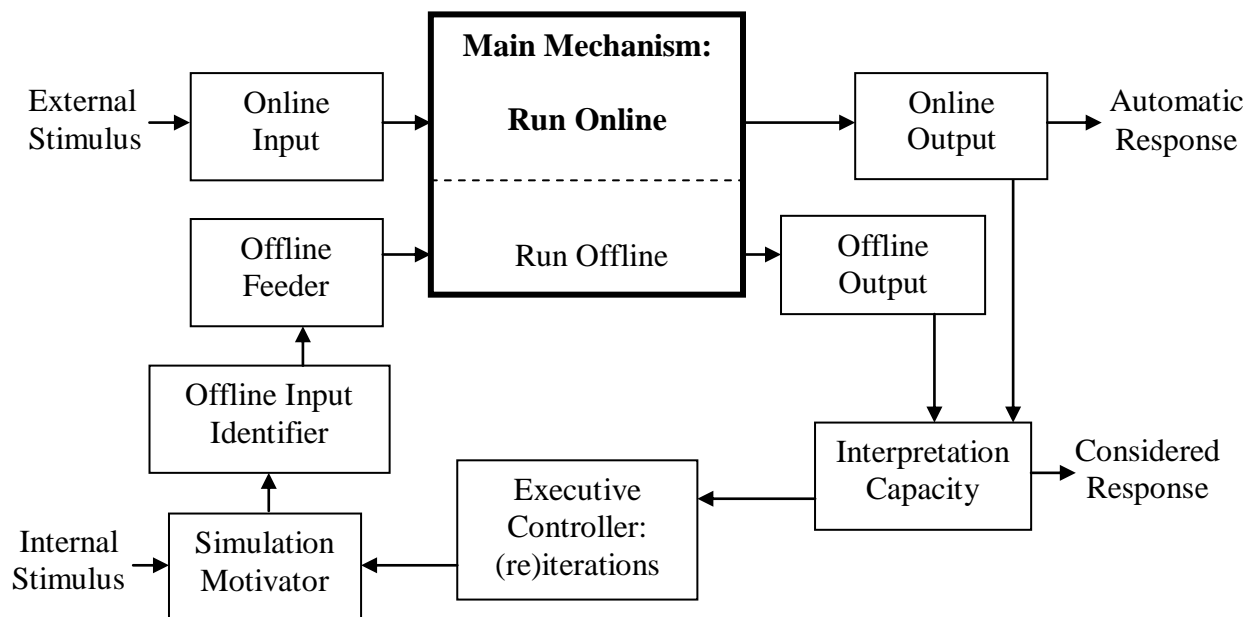 Main Mechanism:
External
Stimulus
Online
Input
Run Online
Online
Output
Automatic
Response
Offline
Feeder
Run Offline
Offline
Output
Offline Input
Identifier
Interpretation
Capacity
Considered
Response
Executive
Controller:
(re)iterations
Internal
Stimulus
Simulation
Motivator